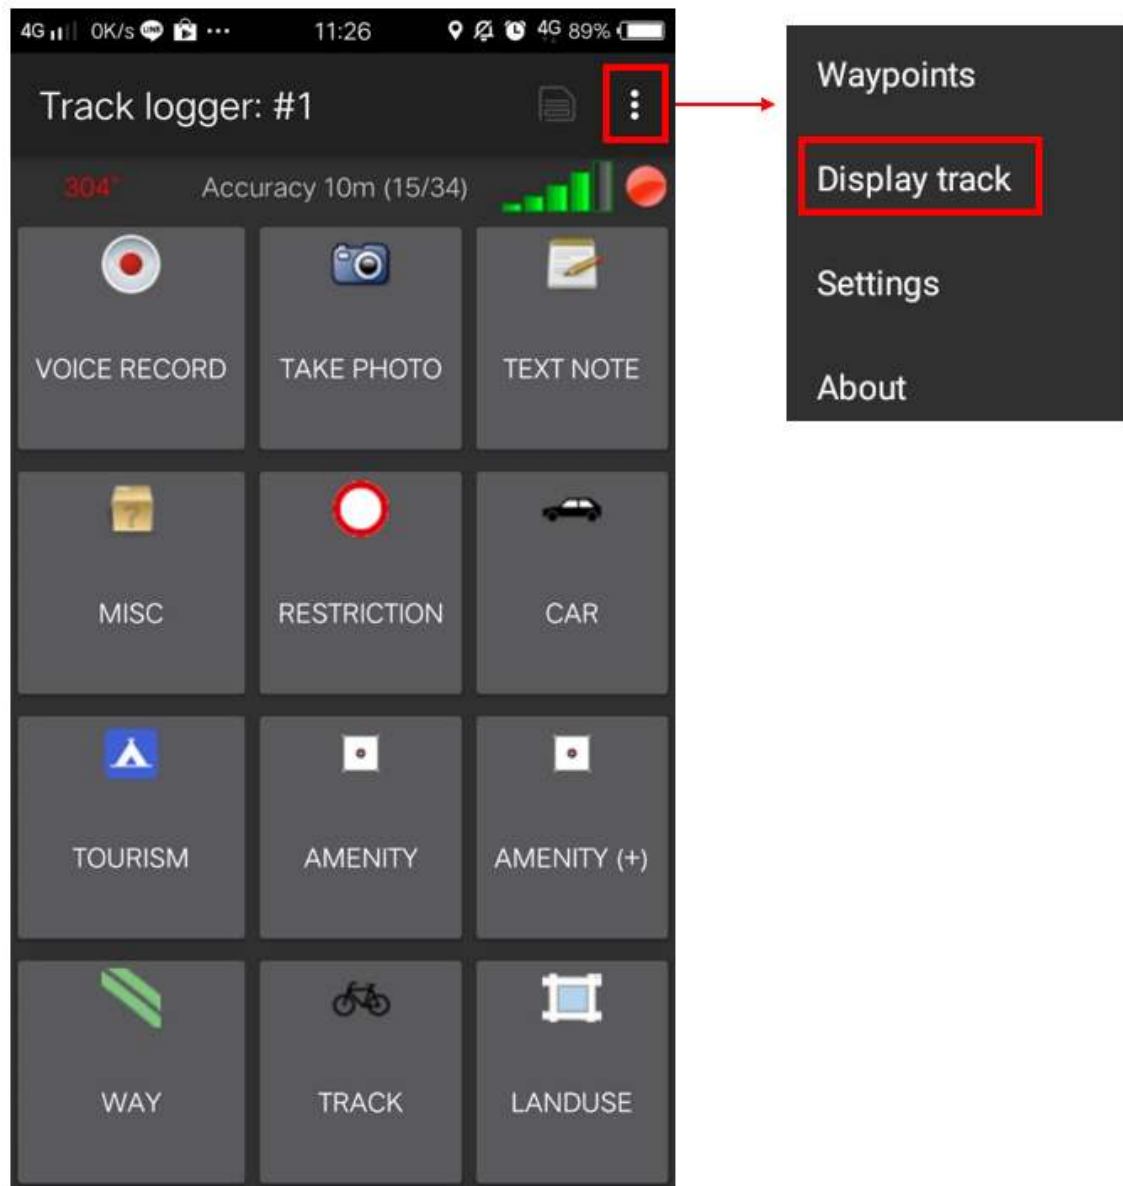 4G 0K/s LINE ... 11:26 4G 89%
Track logger: #1
304° Accuracy 10m (15/34)
VOICE RECORD TAKE PHOTO TEXT NOTE
?
MISC RESTRICTION CAR
TOURISM AMENITY AMENITY (+)
WAY TRACK LANDUSE
Waypoints
Display track
Settings
About